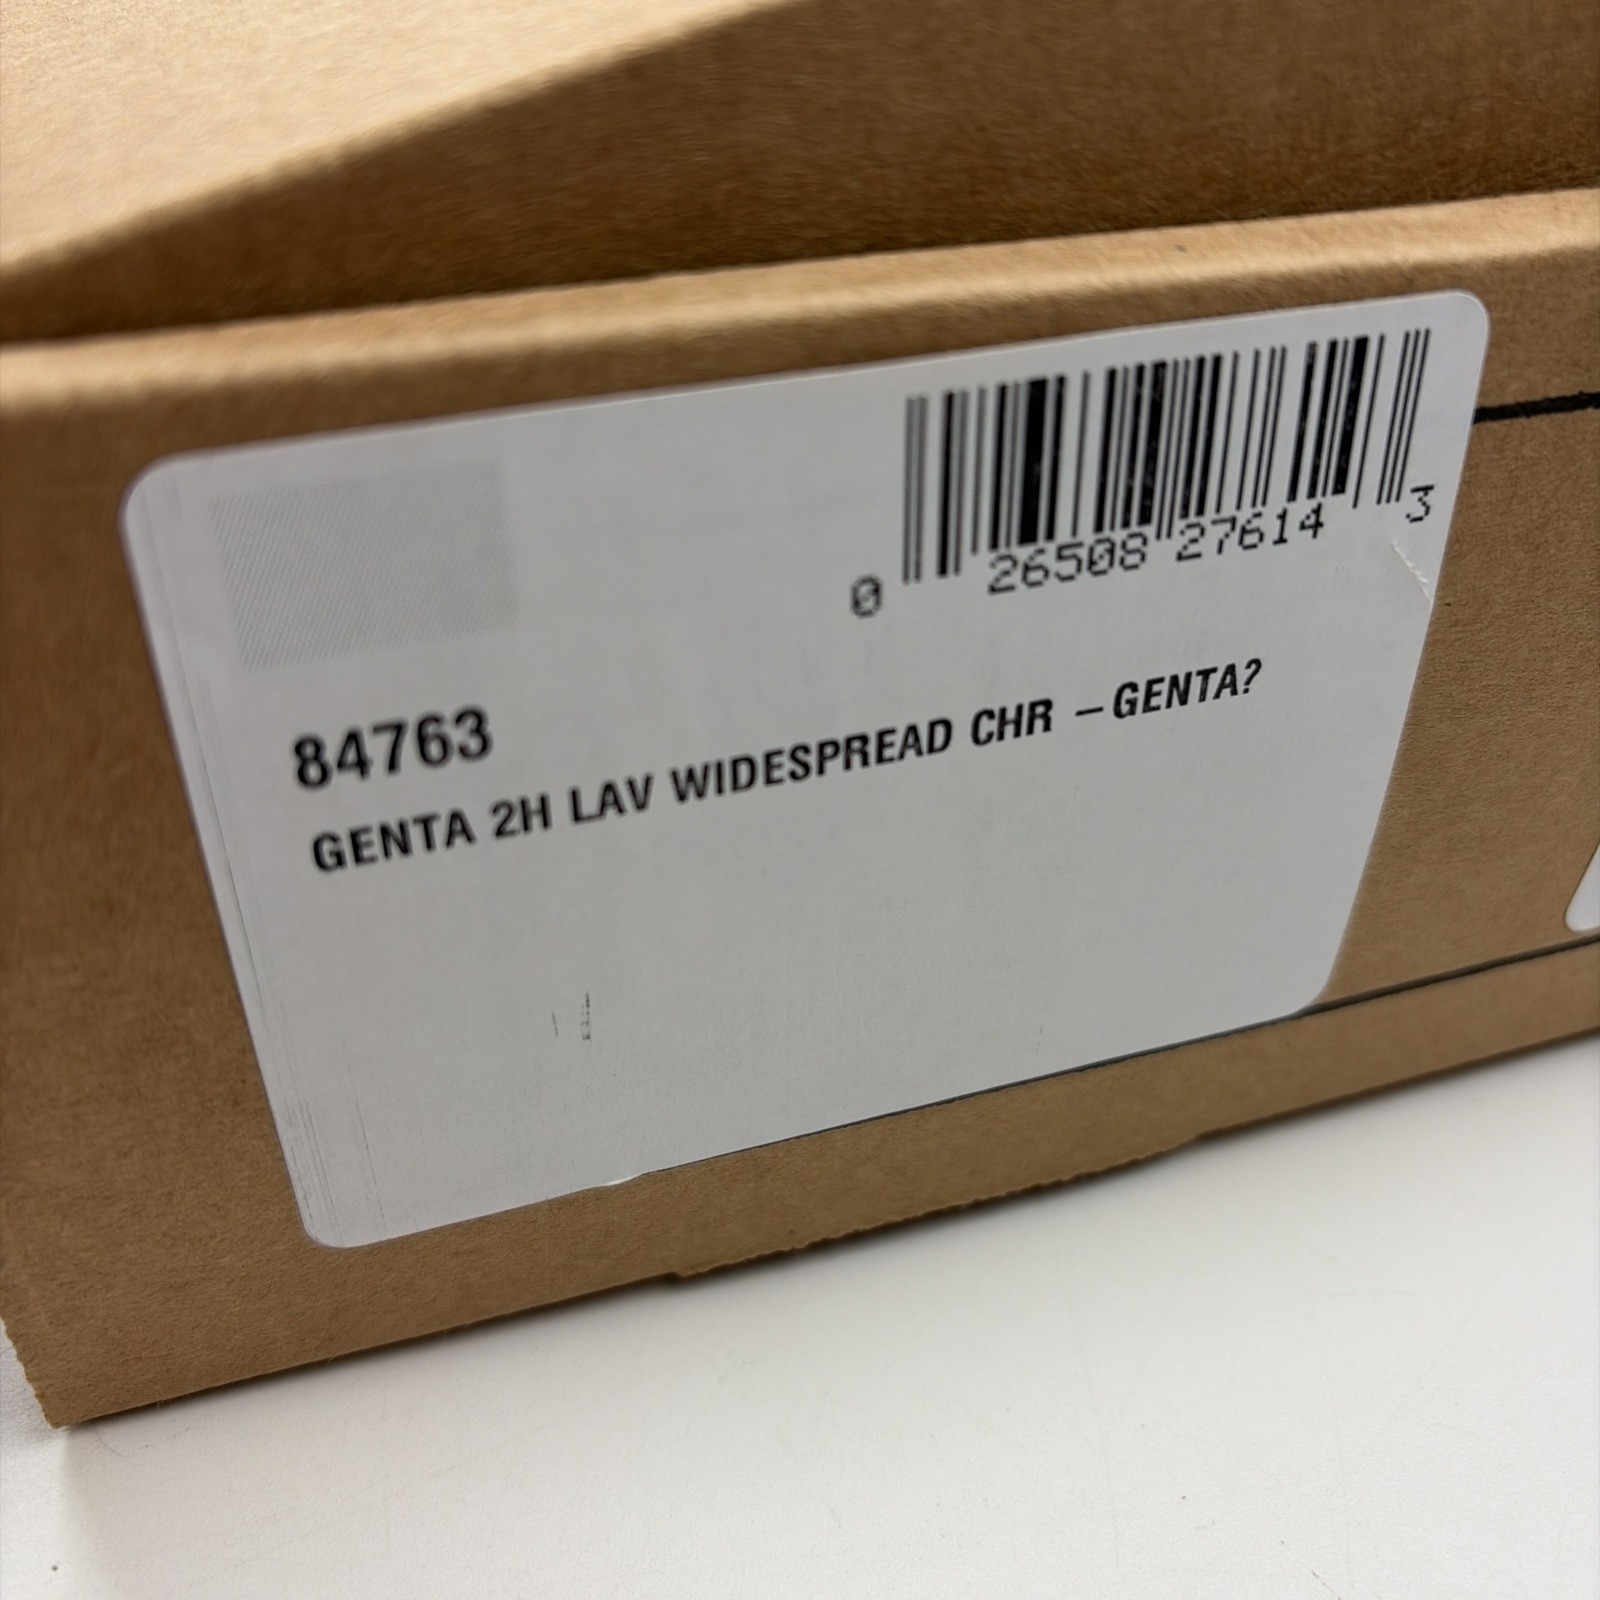 0 26508 27614 3
84763
GENTA 2H LAV WIDESPREAD CHR –GENTA?